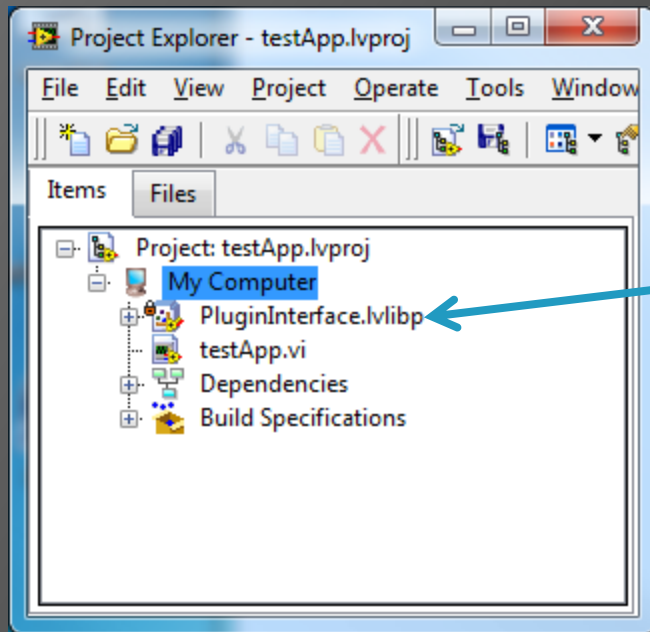 Project Explorer - testApp.lvproj
File Edit View Project Operate Tools Window
Items Files
Project: testApp.lvproj
My Computer
PluginInterface.lvlibp
testApp.vi
Dependencies
Build Specifications